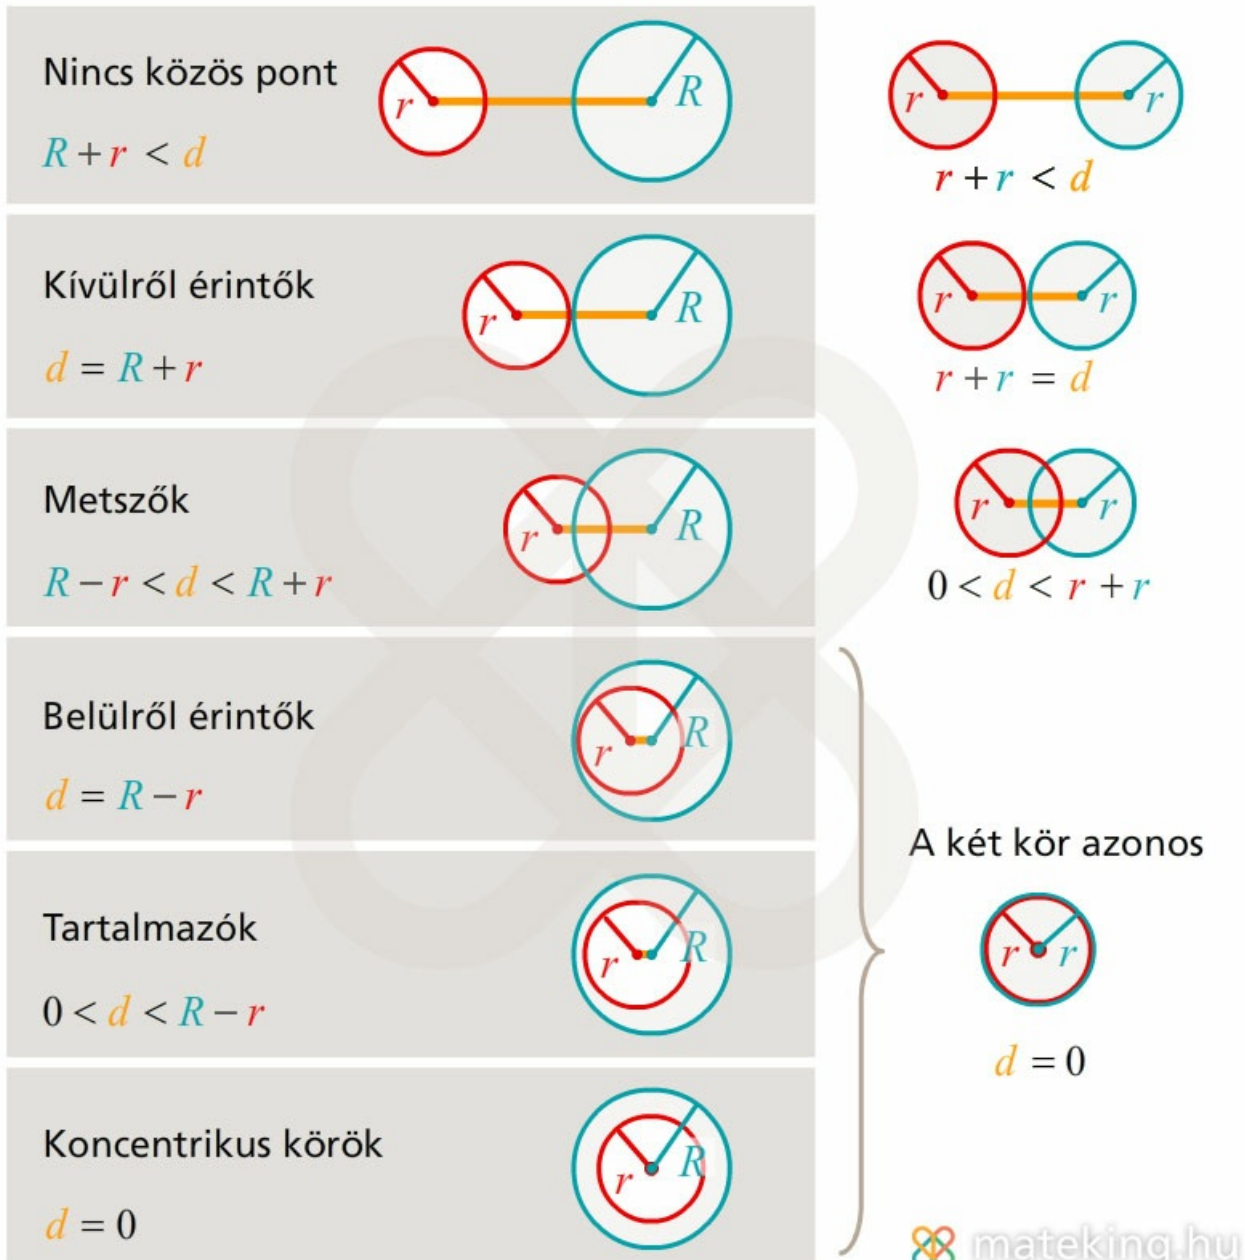 Nincs közös pont
r R
R + r < d
r r
r + r < d
Kívülről érintők
r R
d = R + r
r r
r + r = d
Metszők
r R
R − r < d < R + r
r r
0 < d < r + r
Belülről érintők
r R
d = R − r
Tartalmazók
r R
0 < d < R − r
Koncentrikus körök
r R
d = 0
A két kör azonos
r r
d = 0
mateking.hu